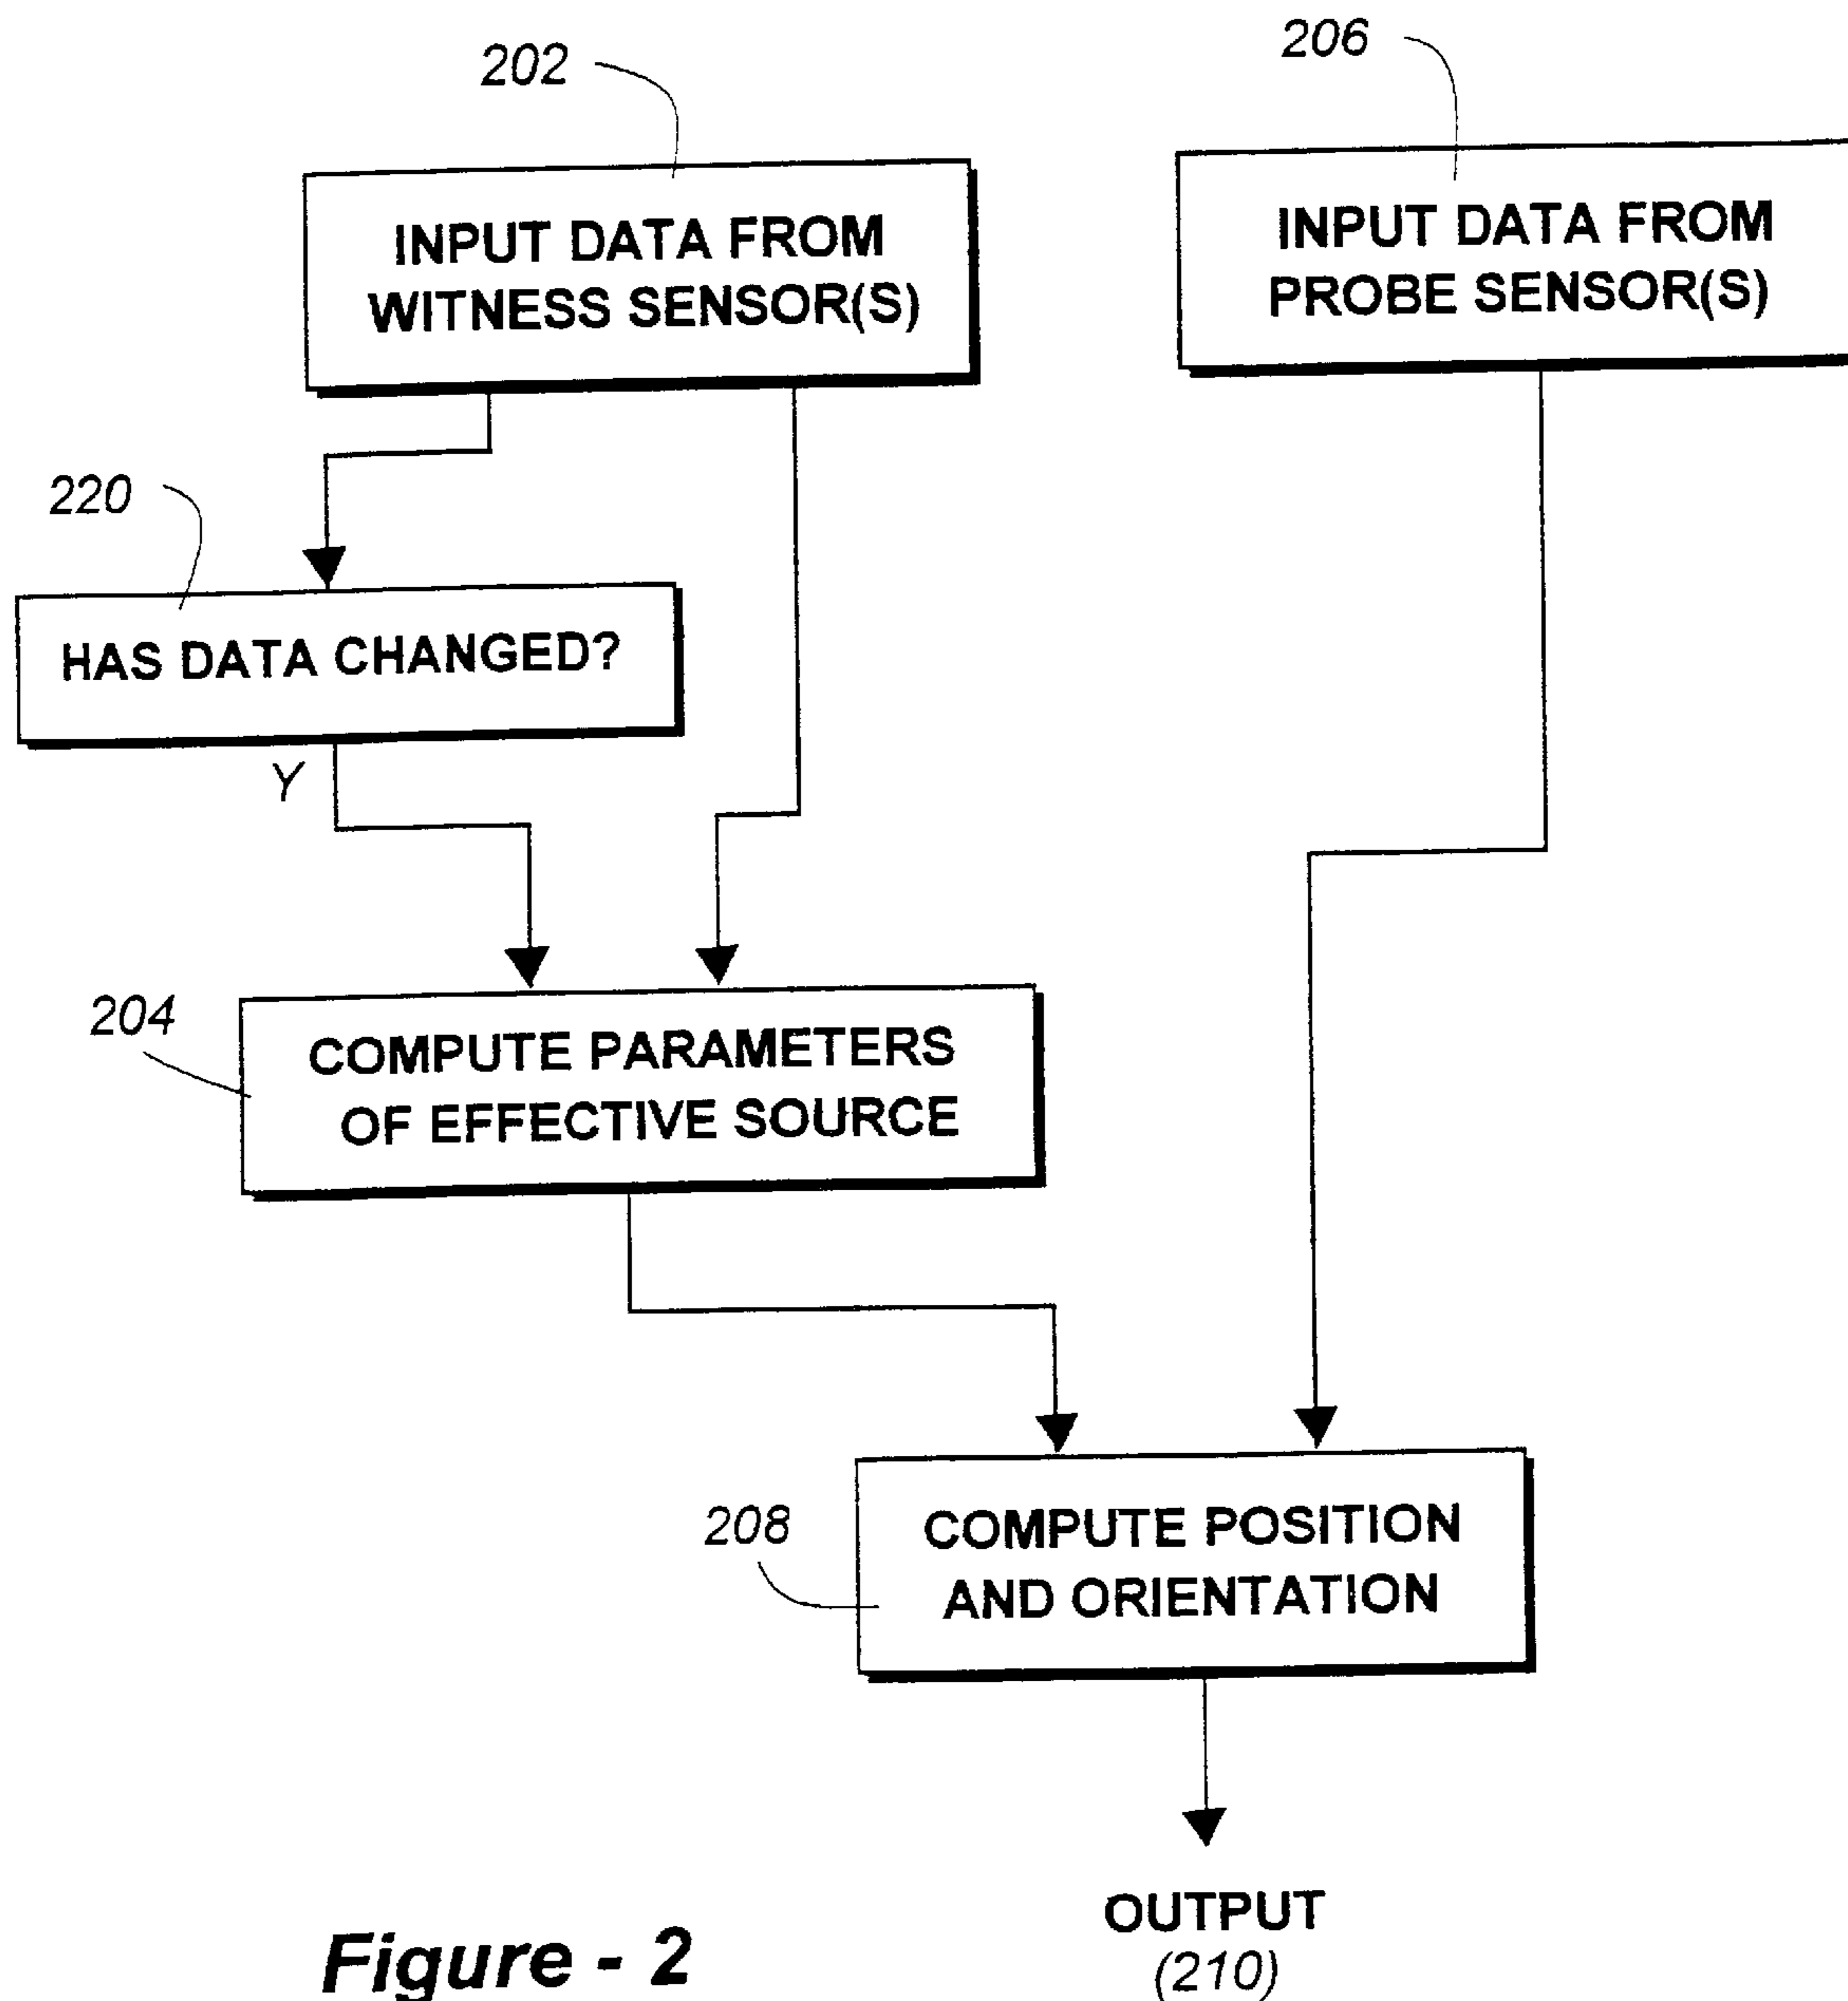 202
206
INPUT DATA FROM
WITNESS SENSOR(S)
INPUT DATA FROM
PROBE SENSOR(S)
220
HAS DATA CHANGED?
Y
204
COMPUTE PARAMETERS
OF EFFECTIVE SOURCE
208
COMPUTE POSITION
AND ORIENTATION
OUTPUT
(210)
Figure - 2